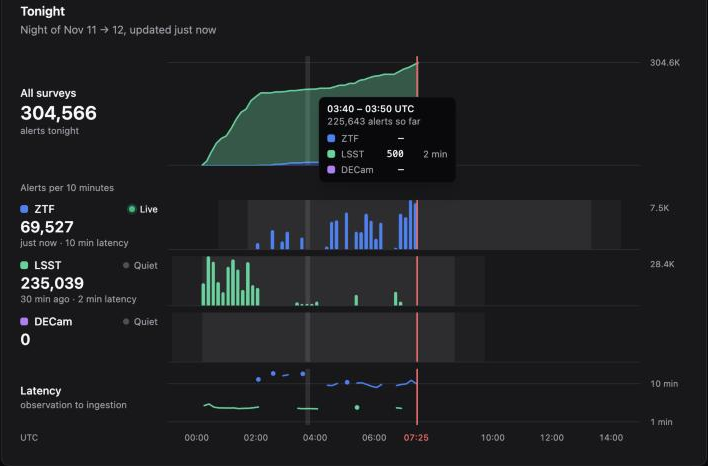 Tonight
Night of Nov 11 → 12, updated just now
304.6K
All surveys
304,566
alerts tonight
03:40 – 03:50 UTC
225,643 alerts so far
ZTF –
LSST 500 2 min
DECam –
Alerts per 10 minutes
ZTF Live
7.5K
69,527
just now · 10 min latency
LSST Quiet
28.4K
235,039
30 min ago · 2 min latency
DECam Quiet
0
Latency
10 min
observation to ingestion
1 min
UTC 00:00 02:00 04:00 06:00 07:25 10:00 12:00 14:00